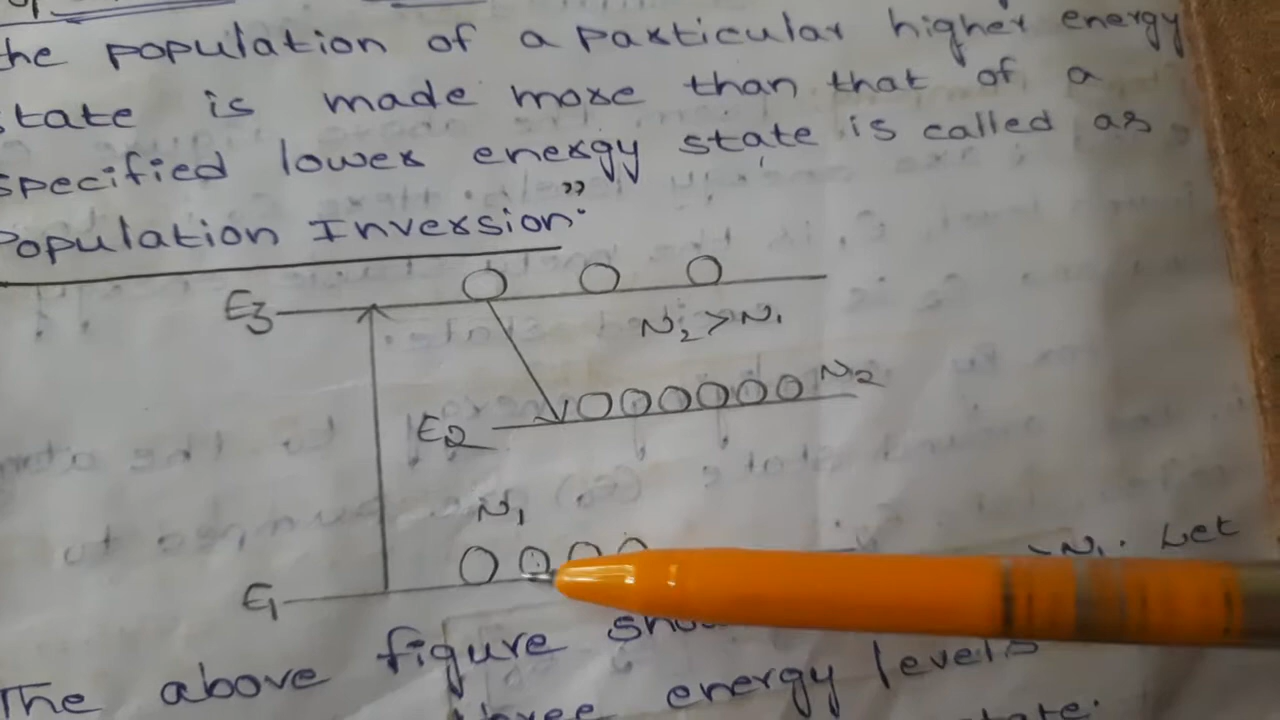 the population of a particular higher energy
state is made more than that of a
specified lower energy state is called as
Population Inversion."
E3
N2 > N1
E2
N2
N1
E1
N1. Let
The above figure
energy levels
state.